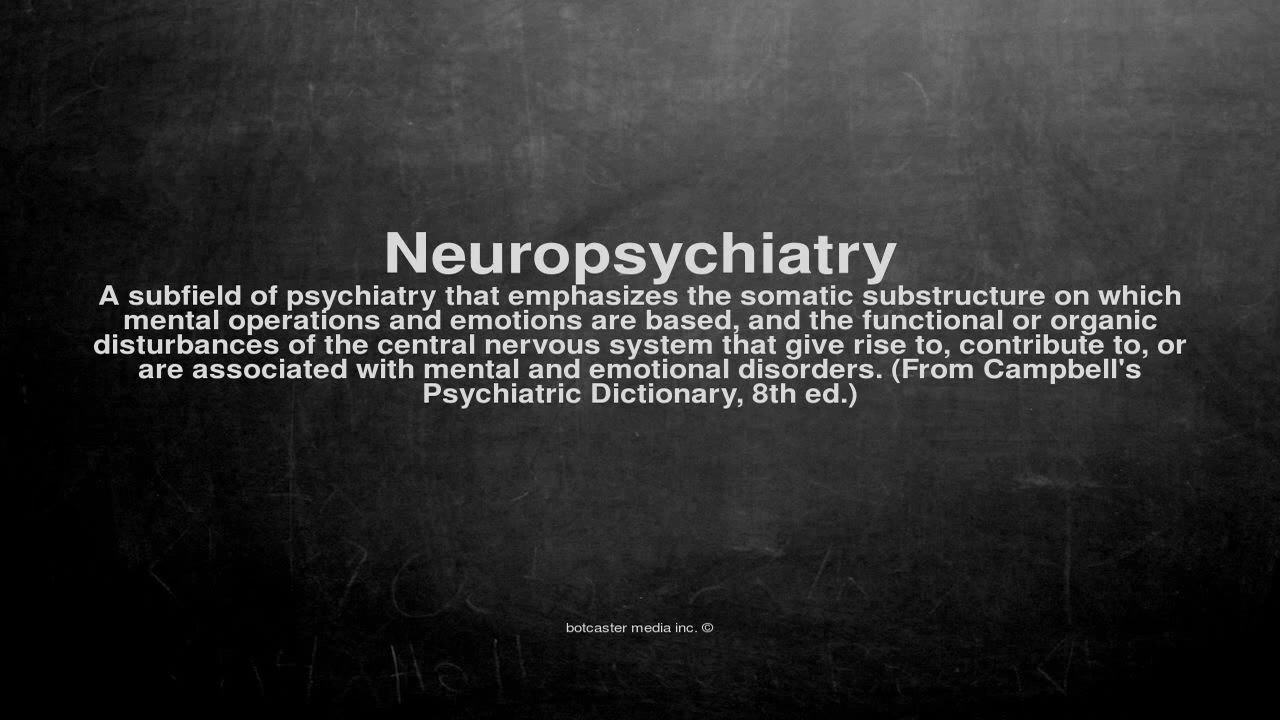 Neuropsychiatry
A subfield of psychiatry that emphasizes the somatic substructure on which
mental operations and emotions are based, and the functional or organic
disturbances of the central nervous system that give rise to, contribute to, or
are associated with mental and emotional disorders. (From Campbell's
Psychiatric Dictionary, 8th ed.)
botcaster media inc. ©